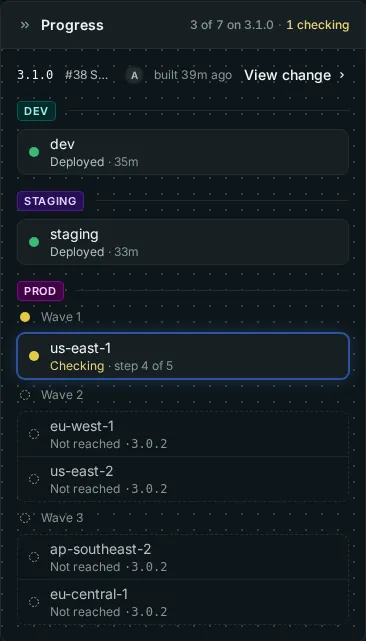 » Progress 3 of 7 on 3.1.0 · 1 checking
3.1.0 #38 S... A built 39m ago View change ›
DEV
dev
Deployed · 35m
STAGING
staging
Deployed · 33m
PROD
Wave 1
us-east-1
Checking · step 4 of 5
Wave 2
eu-west-1
Not reached · 3.0.2
us-east-2
Not reached · 3.0.2
Wave 3
ap-southeast-2
Not reached · 3.0.2
eu-central-1
Not reached · 3.0.2